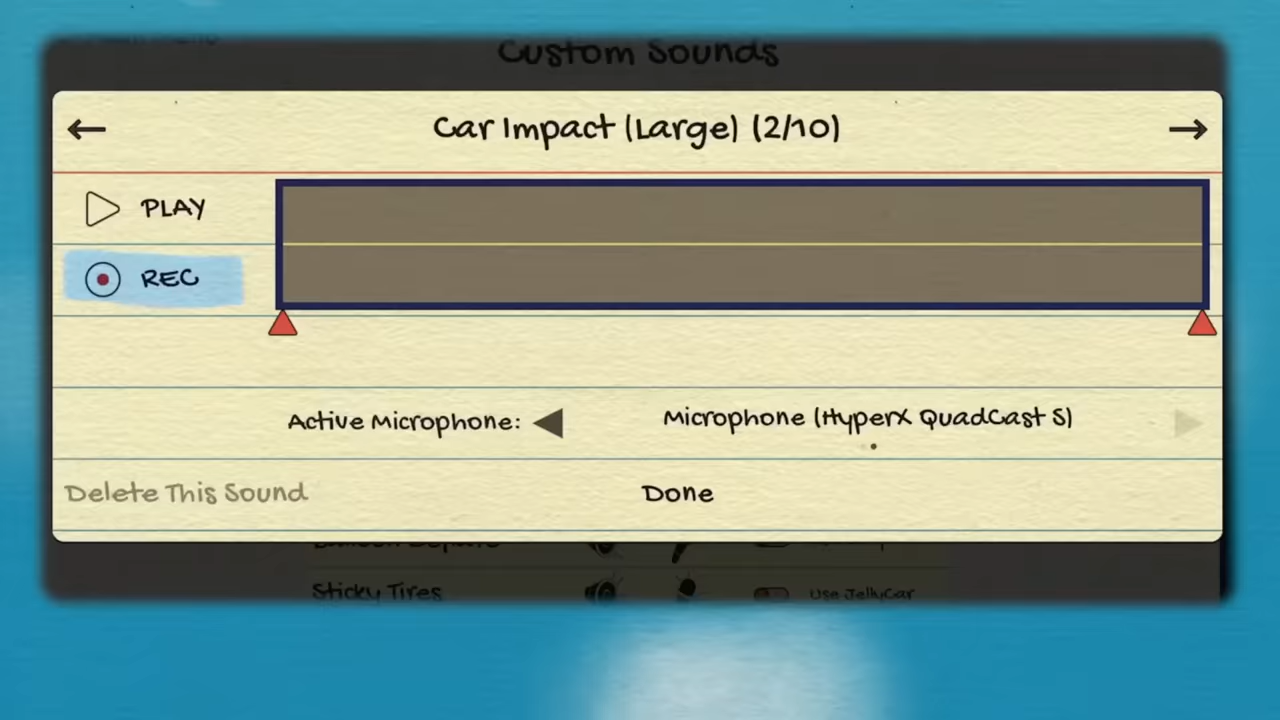 Custom Sounds
Car Impact (Large) (2/10)
PLAY
REC
Active Microphone:
Microphone (HyperX QuadCast S)
Delete This Sound
Done
Sticky Tires
Use JellyCar